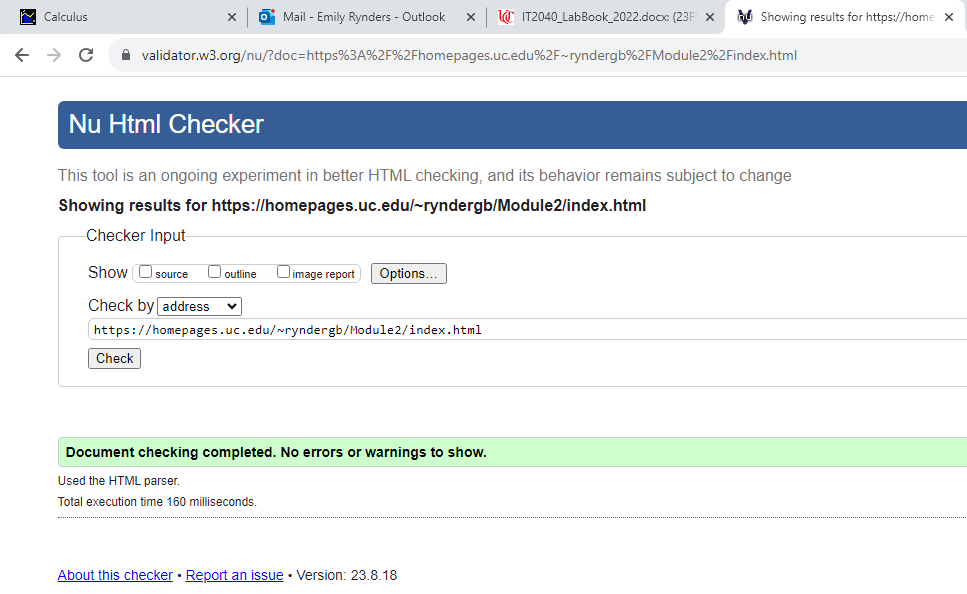 Calculus
Mail - Emily Rynders - Outlook
IT2040_LabBook_2022.docx: (23F
Showing results for https://home
validator.w3.org/nu/?doc=https%3A%2F%2Fhomepages.uc.edu%2F~ryndergb%2FModule2%2Findex.html
Nu Html Checker
This tool is an ongoing experiment in better HTML checking, and its behavior remains subject to change
Showing results for https://homepages.uc.edu/~ryndergb/Module2/index.html
Checker Input
Show source outline image report Options...
Check by address
https://homepages.uc.edu/~ryndergb/Module2/index.html
Check
Document checking completed. No errors or warnings to show.
Used the HTML parser.
Total execution time 160 milliseconds.
About this checker • Report an issue • Version: 23.8.18